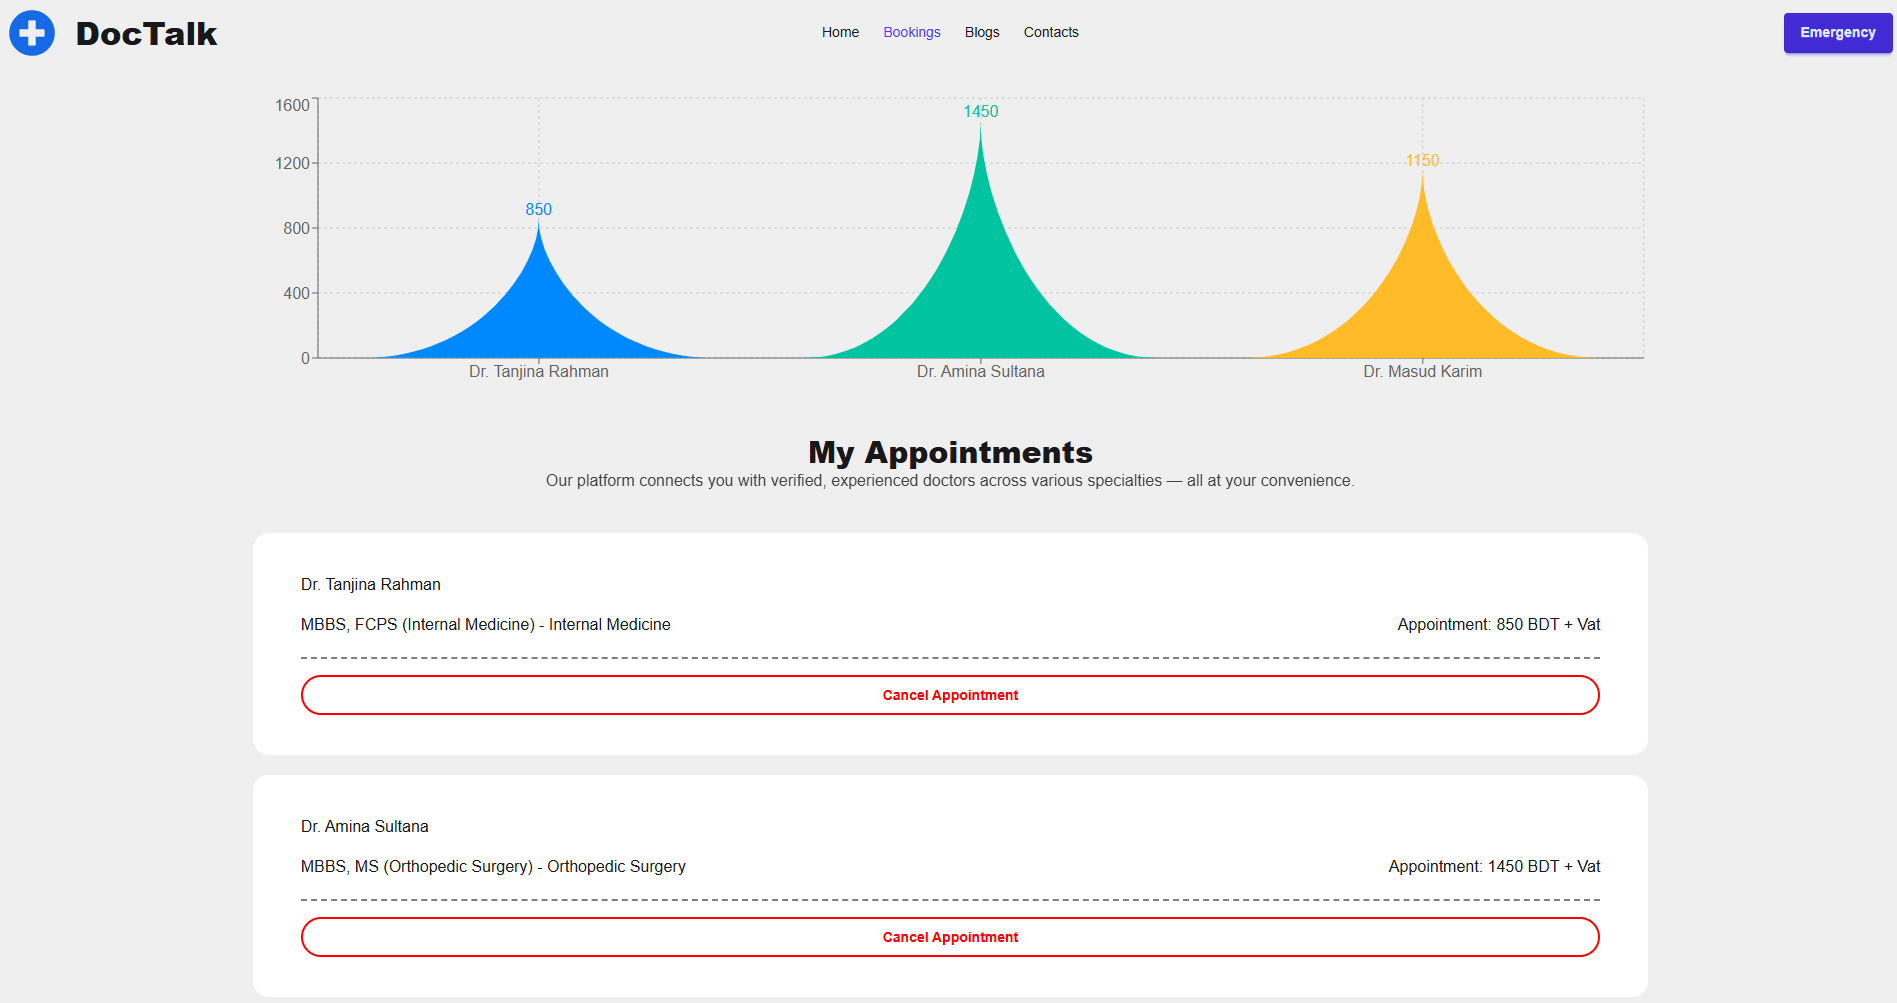 DocTalk
Home Bookings Blogs Contacts
Emergency
1600
1200
800
400
0
850
1450
1150
Dr. Tanjina Rahman
Dr. Amina Sultana
Dr. Masud Karim
My Appointments
Our platform connects you with verified, experienced doctors across various specialties — all at your convenience.
Dr. Tanjina Rahman
MBBS, FCPS (Internal Medicine) - Internal Medicine
Appointment: 850 BDT + Vat
Cancel Appointment
Dr. Amina Sultana
MBBS, MS (Orthopedic Surgery) - Orthopedic Surgery
Appointment: 1450 BDT + Vat
Cancel Appointment